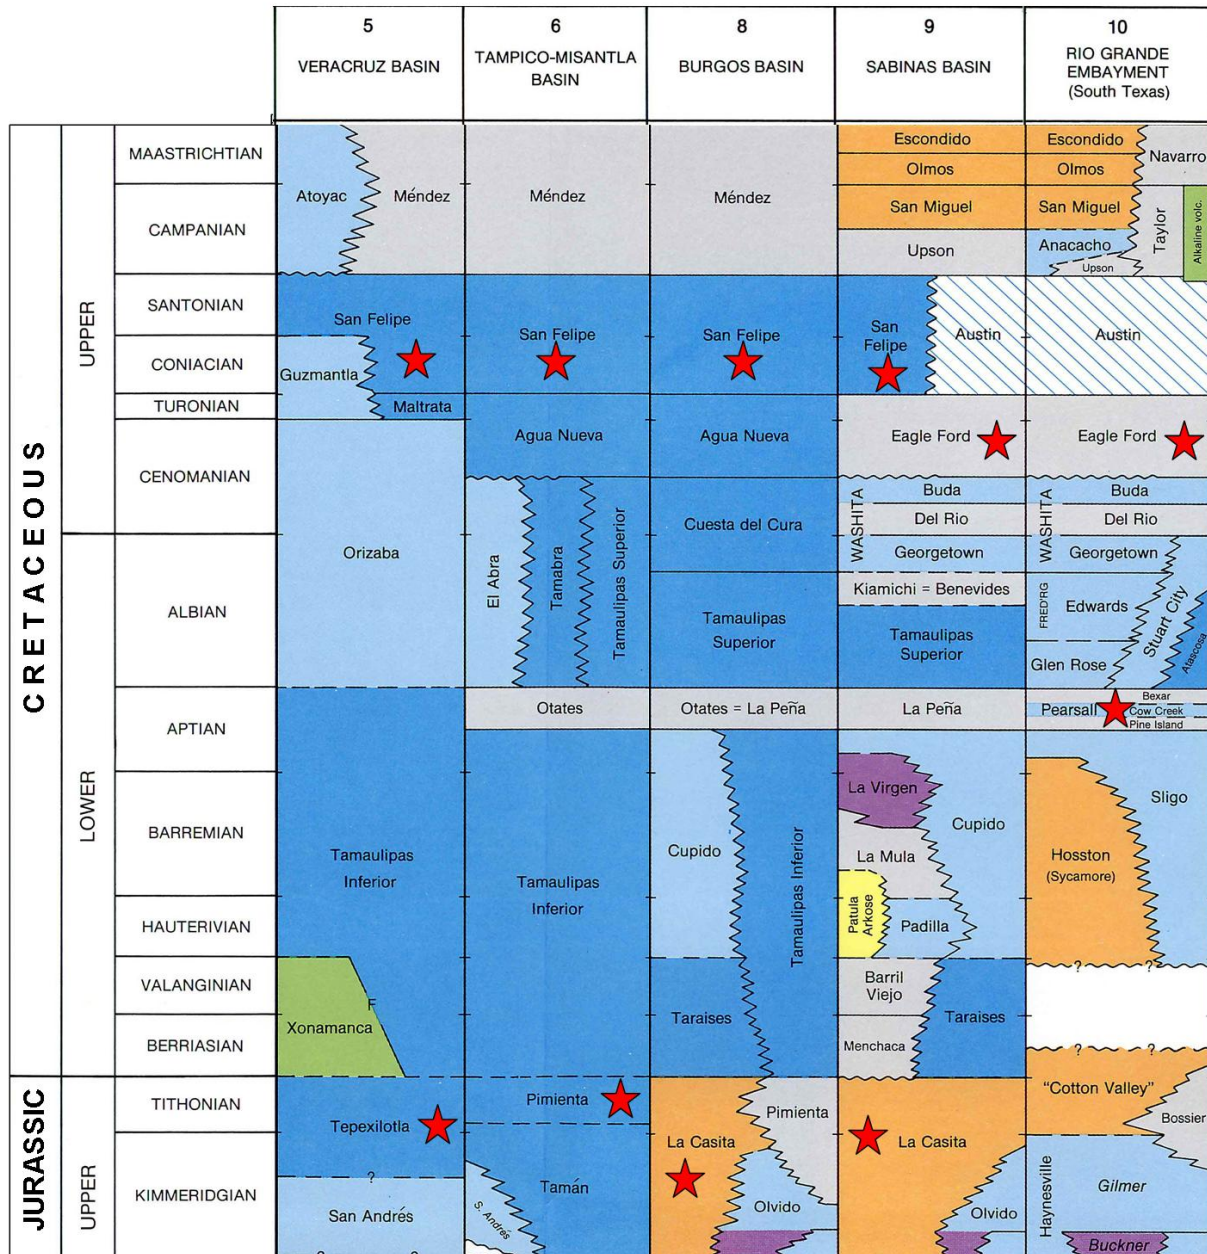 5
VERACRUZ BASIN
6
TAMPICO-MISANTLA
BASIN
8
BURGOS BASIN
9
SABINAS BASIN
10
RIO GRANDE
EMBAYMENT
(South Texas)
CRETACEOUS
UPPER
MAASTRICHTIAN
CAMPANIAN
SANTONIAN
CONIACIAN
TURONIAN
CENOMANIAN
LOWER
ALBIAN
APTIAN
BARREMIAN
HAUTERIVIAN
VALANGINIAN
BERRIASIAN
JURASSIC
UPPER
TITHONIAN
KIMMERIDGIAN
Atoyac
Méndez
San Felipe
Guzmantla
Maltrata
Orizaba
Tamaulipas
Inferior
F
Xonamanca
Tepexilotla
?
San Andrés
Méndez
San Felipe
Agua Nueva
El Abra
Tamabra
Tamaulipas Superior
Otates
Tamaulipas
Inferior
Pimienta
Tamán
S. Andrés
Méndez
San Felipe
Agua Nueva
Cuesta del Cura
Tamaulipas
Superior
Otates = La Peña
Cupido
Tamaulipas Inferior
Taraises
La Casita
Pimienta
Olvido
Escondido
Olmos
San Miguel
Upson
San
Felipe
Austin
Eagle Ford
WASHITA
Buda
Del Rio
Georgetown
Kiamichi = Benevides
Tamaulipas
Superior
La Peña
La Virgen
Cupido
La Mula
Patula
Arkose
Padilla
Barril
Viejo
Taraises
Menchaca
La Casita
Olvido
Escondido
Olmos
Navarro
San Miguel
Anacacho
Upson
Taylor
Alkaline volc.
Austin
Eagle Ford
WASHITA
Buda
Del Rio
Georgetown
FRED'RG
Edwards
Glen Rose
Stuart City
Atascosa
Bexar
Pearsall
Cow Creek
Pine Island
Sligo
Hosston
(Sycamore)
? ?
? ?
"Cotton Valley"
Bossier
Haynesville
Gilmer
Buckner